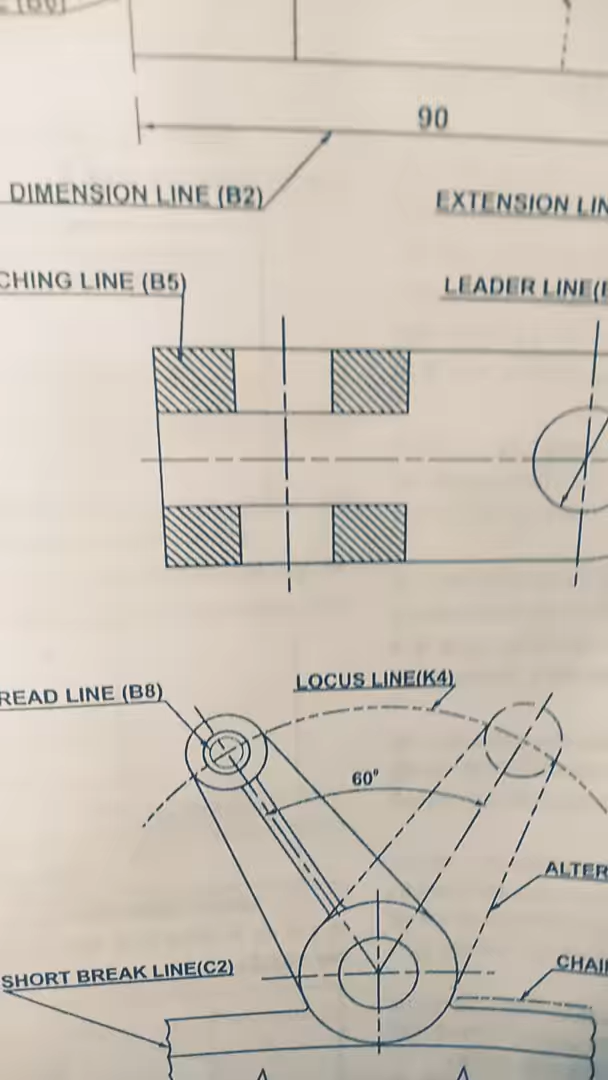 90
DIMENSION LINE (B2)
EXTENSION LIN
CHING LINE (B5)
LEADER LINE(
LOCUS LINE(K4)
READ LINE (B8)
60°
ALTER
SHORT BREAK LINE(C2)
CHAI